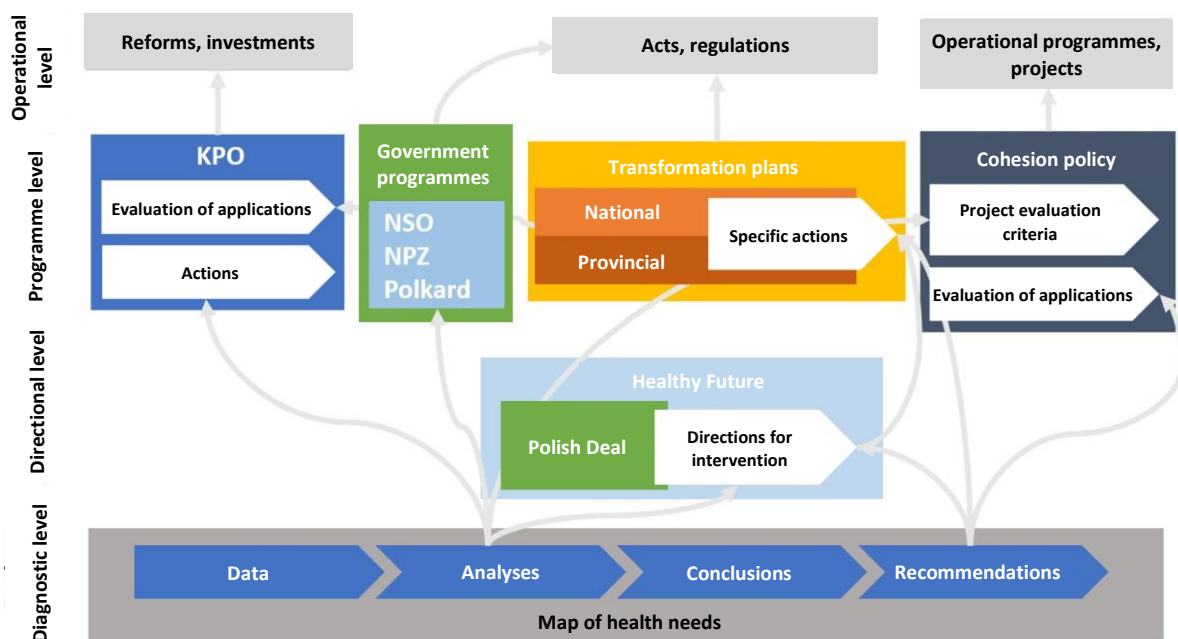 Operational
level
Reforms, investments
Acts, regulations
Operational programmes,
projects
Programme level
KPO
Evaluation of applications
Actions
Government
programmes
NSO
NPZ
Polkard
Transformation plans
National
Provincial
Specific actions
Cohesion policy
Project evaluation
criteria
Evaluation of applications
Directional level
Healthy Future
Polish Deal
Directions for
intervention
Diagnostic level
Data
Analyses
Conclusions
Recommendations
Map of health needs